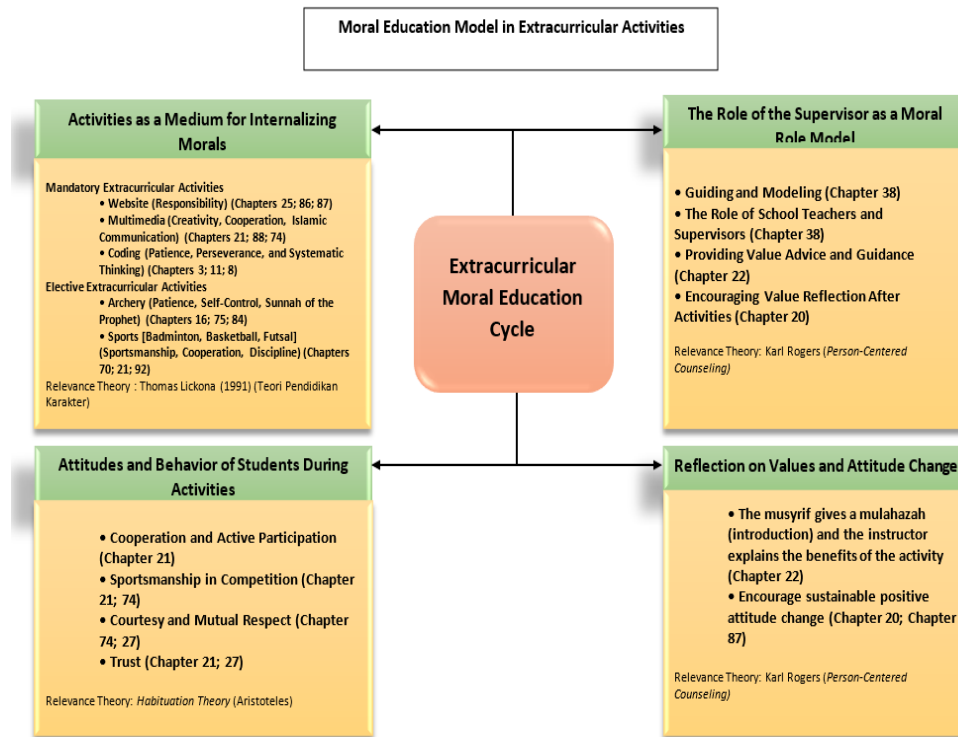 Moral Education Model in Extracurricular Activities
Activities as a Medium for Internalizing
Morals
Mandatory Extracurricular Activities
• Website (Responsibility) (Chapters 25; 86; 87)
• Multimedia (Creativity, Cooperation, Islamic
Communication) (Chapters 21; 88; 74)
• Coding (Patience, Perseverance, and Systematic
Thinking) (Chapters 3; 11; 8)
Elective Extracurricular Activities
• Archery (Patience, Self-Control, Sunnah of the
Prophet) (Chapters 16; 75; 84)
• Sports [Badminton, Basketball, Futsal]
(Sportsmanship, Cooperation, Discipline) (Chapters
70; 21; 92)
Relevance Theory : Thomas Lickona (1991) (Teori Pendidikan
Karakter)
The Role of the Supervisor as a Moral
Role Model
• Guiding and Modeling (Chapter 38)
• The Role of School Teachers and
Supervisors (Chapter 38)
• Providing Value Advice and Guidance
(Chapter 22)
• Encouraging Value Reflection After
Activities (Chapter 20)
Relevance Theory: Karl Rogers (Person-Centered
Counseling)
Extracurricular
Moral Education
Cycle
Attitudes and Behavior of Students During
Activities
• Cooperation and Active Participation
(Chapter 21)
• Sportsmanship in Competition (Chapter
21; 74)
• Courtesy and Mutual Respect (Chapter
74; 27)
• Trust (Chapter 21; 27)
Relevance Theory: Habituation Theory (Aristoteles)
Reflection on Values and Attitude Change
• The musyrif gives a mulahazah
(introduction) and the instructor
explains the benefits of the activity
(Chapter 22)
• Encourage sustainable positive
attitude change (Chapter 20; Chapter
87)
Relevance Theory: Karl Rogers (Person-Centered
Counseling)